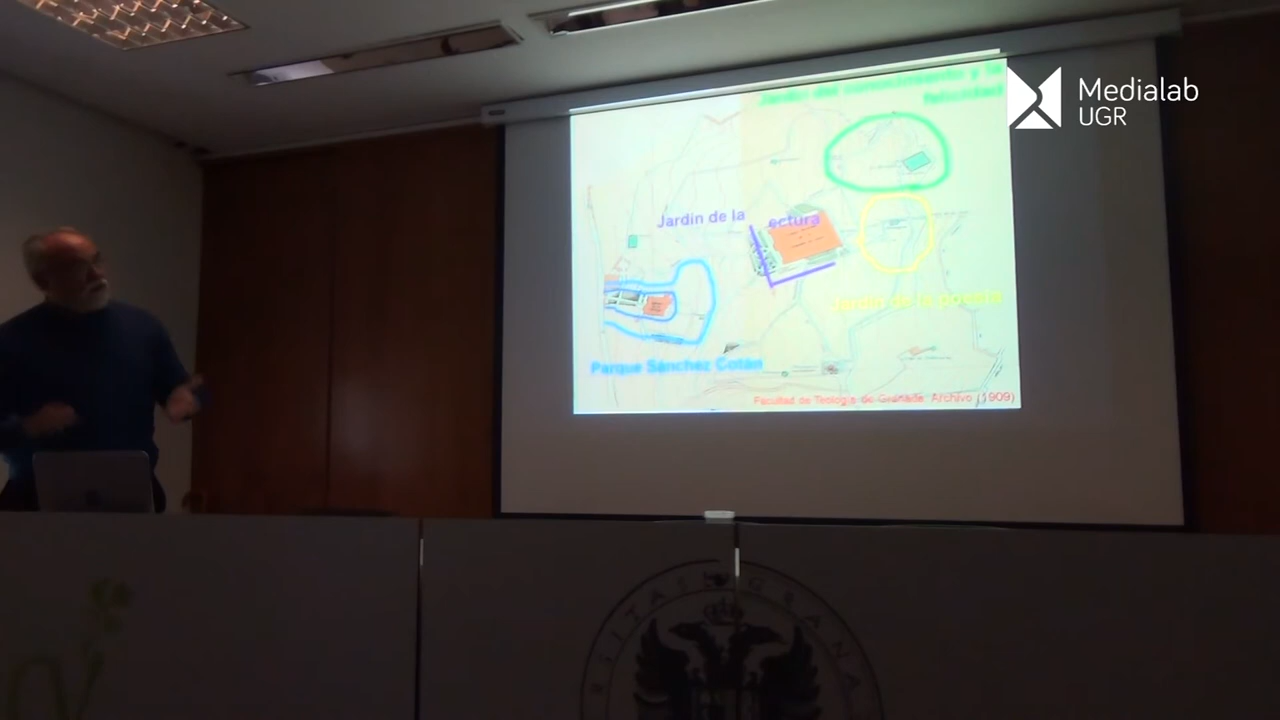 Medialab
UGR
Jardín del conocimiento y la
felicidad
Jardín de la ectura
Jardín de la poesía
Parque Sánchez Cotán
Facultad de Teología de Granada. Archivo (1909)